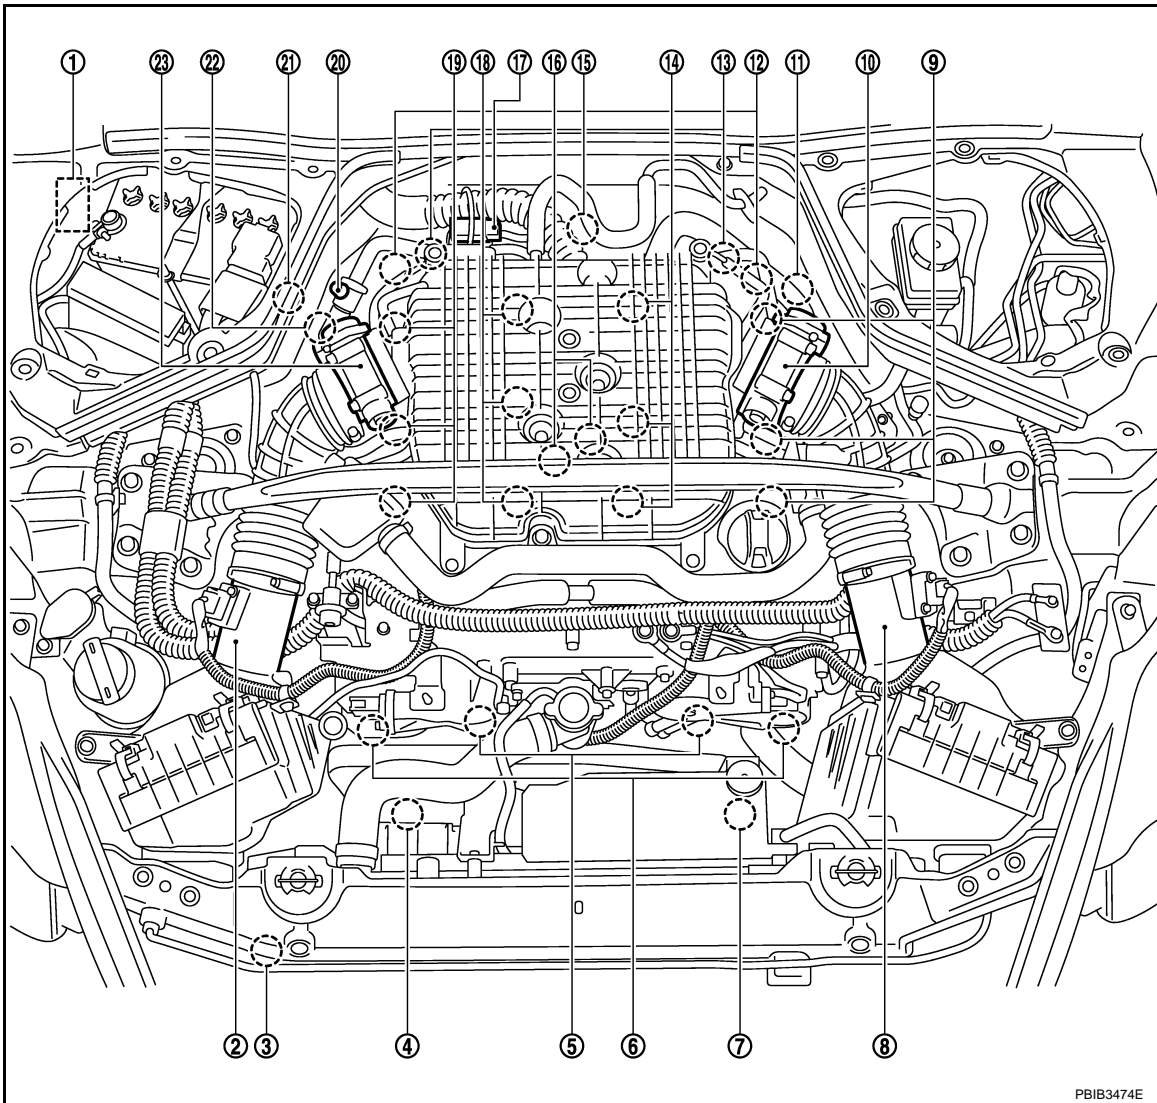 ① ㉓ ㉒ ㉑ ⑳ ⑲ ⑱ ⑰ ⑯ ⑮ ⑭ ⑬ ⑫ ⑪ ⑩ ⑨
② ③ ④ ⑤ ⑥ ⑦ ⑧
PBIB3474E